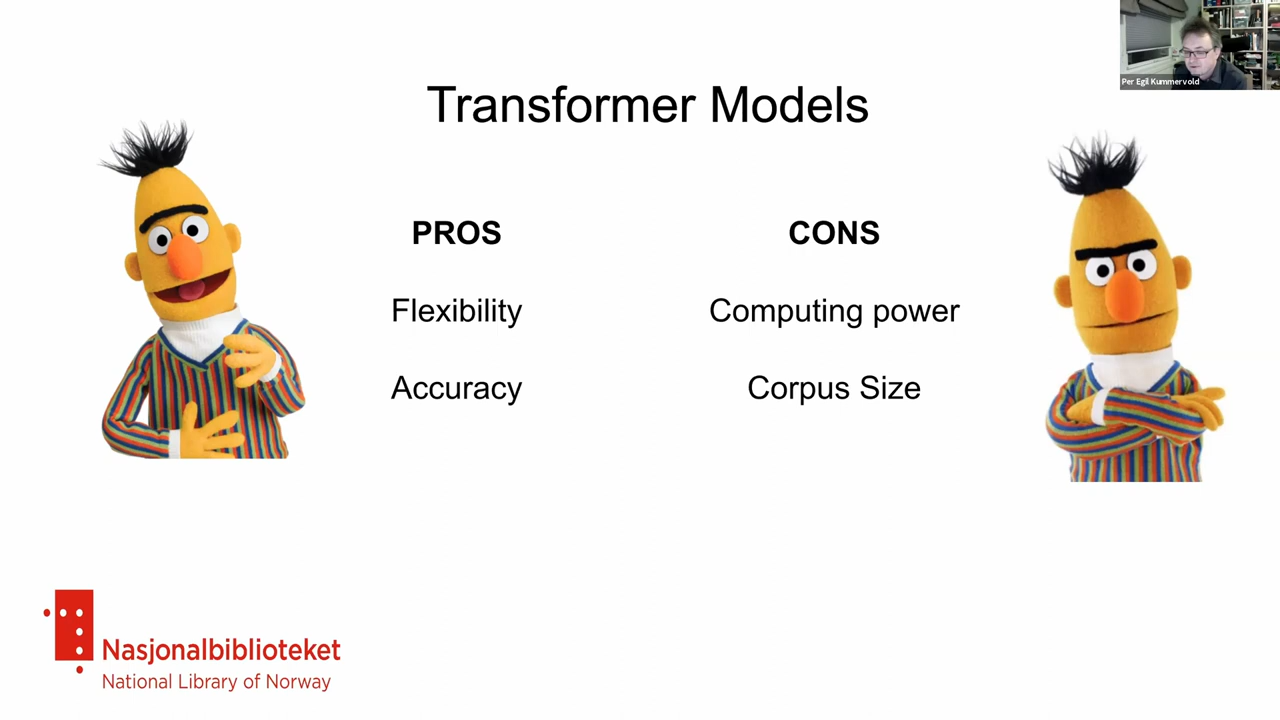 Per Egil Kummervold
Transformer Models
PROS
CONS
Flexibility
Computing power
Accuracy
Corpus Size
Nasjonalbiblioteket
National Library of Norway